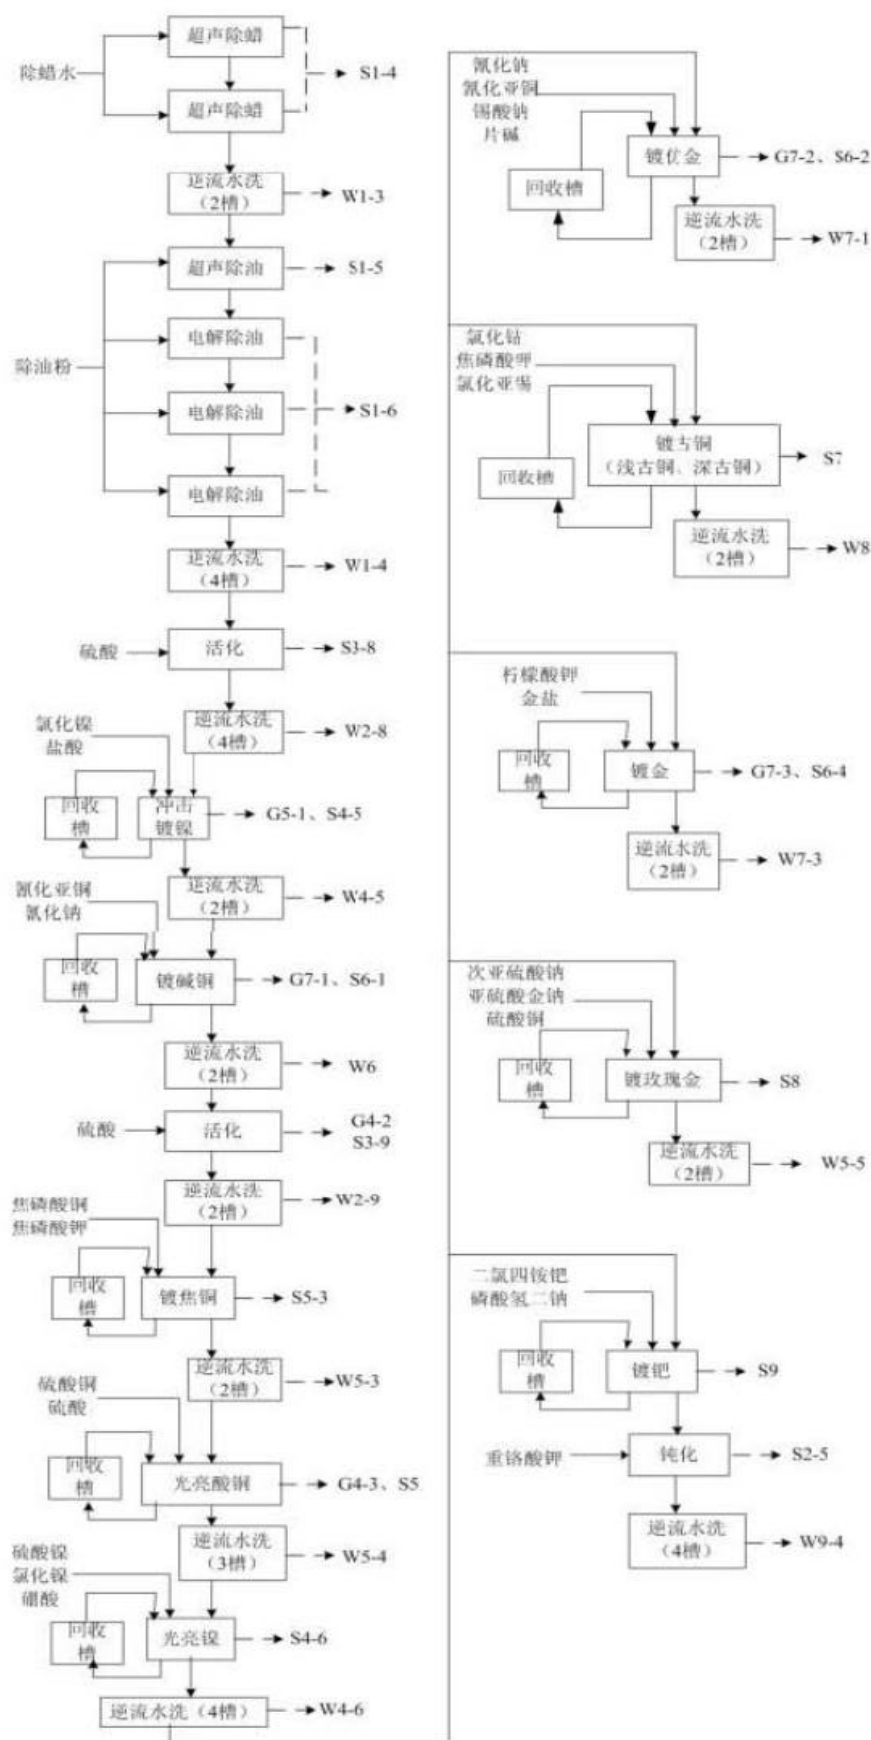 超声除蜡
除蜡水
S1-4
超声除蜡
逆流水洗
(2槽)
W1-3
超声除油
S1-5
电解除油
除油粉
电解除油
S1-6
电解除油
逆流水洗
(4槽)
W1-4
硫酸
活化
S3-8
逆流水洗
(4槽)
W2-8
氯化镍
盐酸
回收
槽
冲击
镀镍
G5-1、S4-5
逆流水洗
(2槽)
W4-5
氰化亚铜
氰化钠
回收
槽
镀碱铜
G7-1、S6-1
逆流水洗
(2槽)
W6
硫酸
活化
G4-2
S3-9
逆流水洗
(2槽)
W2-9
焦磷酸铜
焦磷酸钾
回收
槽
镀焦铜
S5-3
逆流水洗
(2槽)
W5-3
硫酸铜
硫酸
回收
槽
光亮酸铜
G4-3、S5
逆流水洗
(3槽)
W5-4
硫酸镍
氯化镍
硼酸
回收
槽
光亮镍
S4-6
逆流水洗（4槽）
W4-6
氰化钠
氰化亚铜
锡酸钠
片碱
回收槽
镀仿金
G7-2、S6-2
逆流水洗
(2槽)
W7-1
氯化钴
焦磷酸钾
氯化亚锡
回收槽
镀古铜
（浅古铜、深古铜）
S7
逆流水洗
(2槽)
W8
柠檬酸钾
金盐
回收
槽
镀金
G7-3、S6-4
逆流水洗
(2槽)
W7-3
次亚硫酸钠
亚硫酸金钠
硫酸铜
回收
槽
镀玫瑰金
S8
逆流水洗
(2槽)
W5-5
二氯四铵钯
磷酸氢二钠
回收
槽
镀钯
S9
重铬酸钾
钝化
S2-5
逆流水洗
(4槽)
W9-4